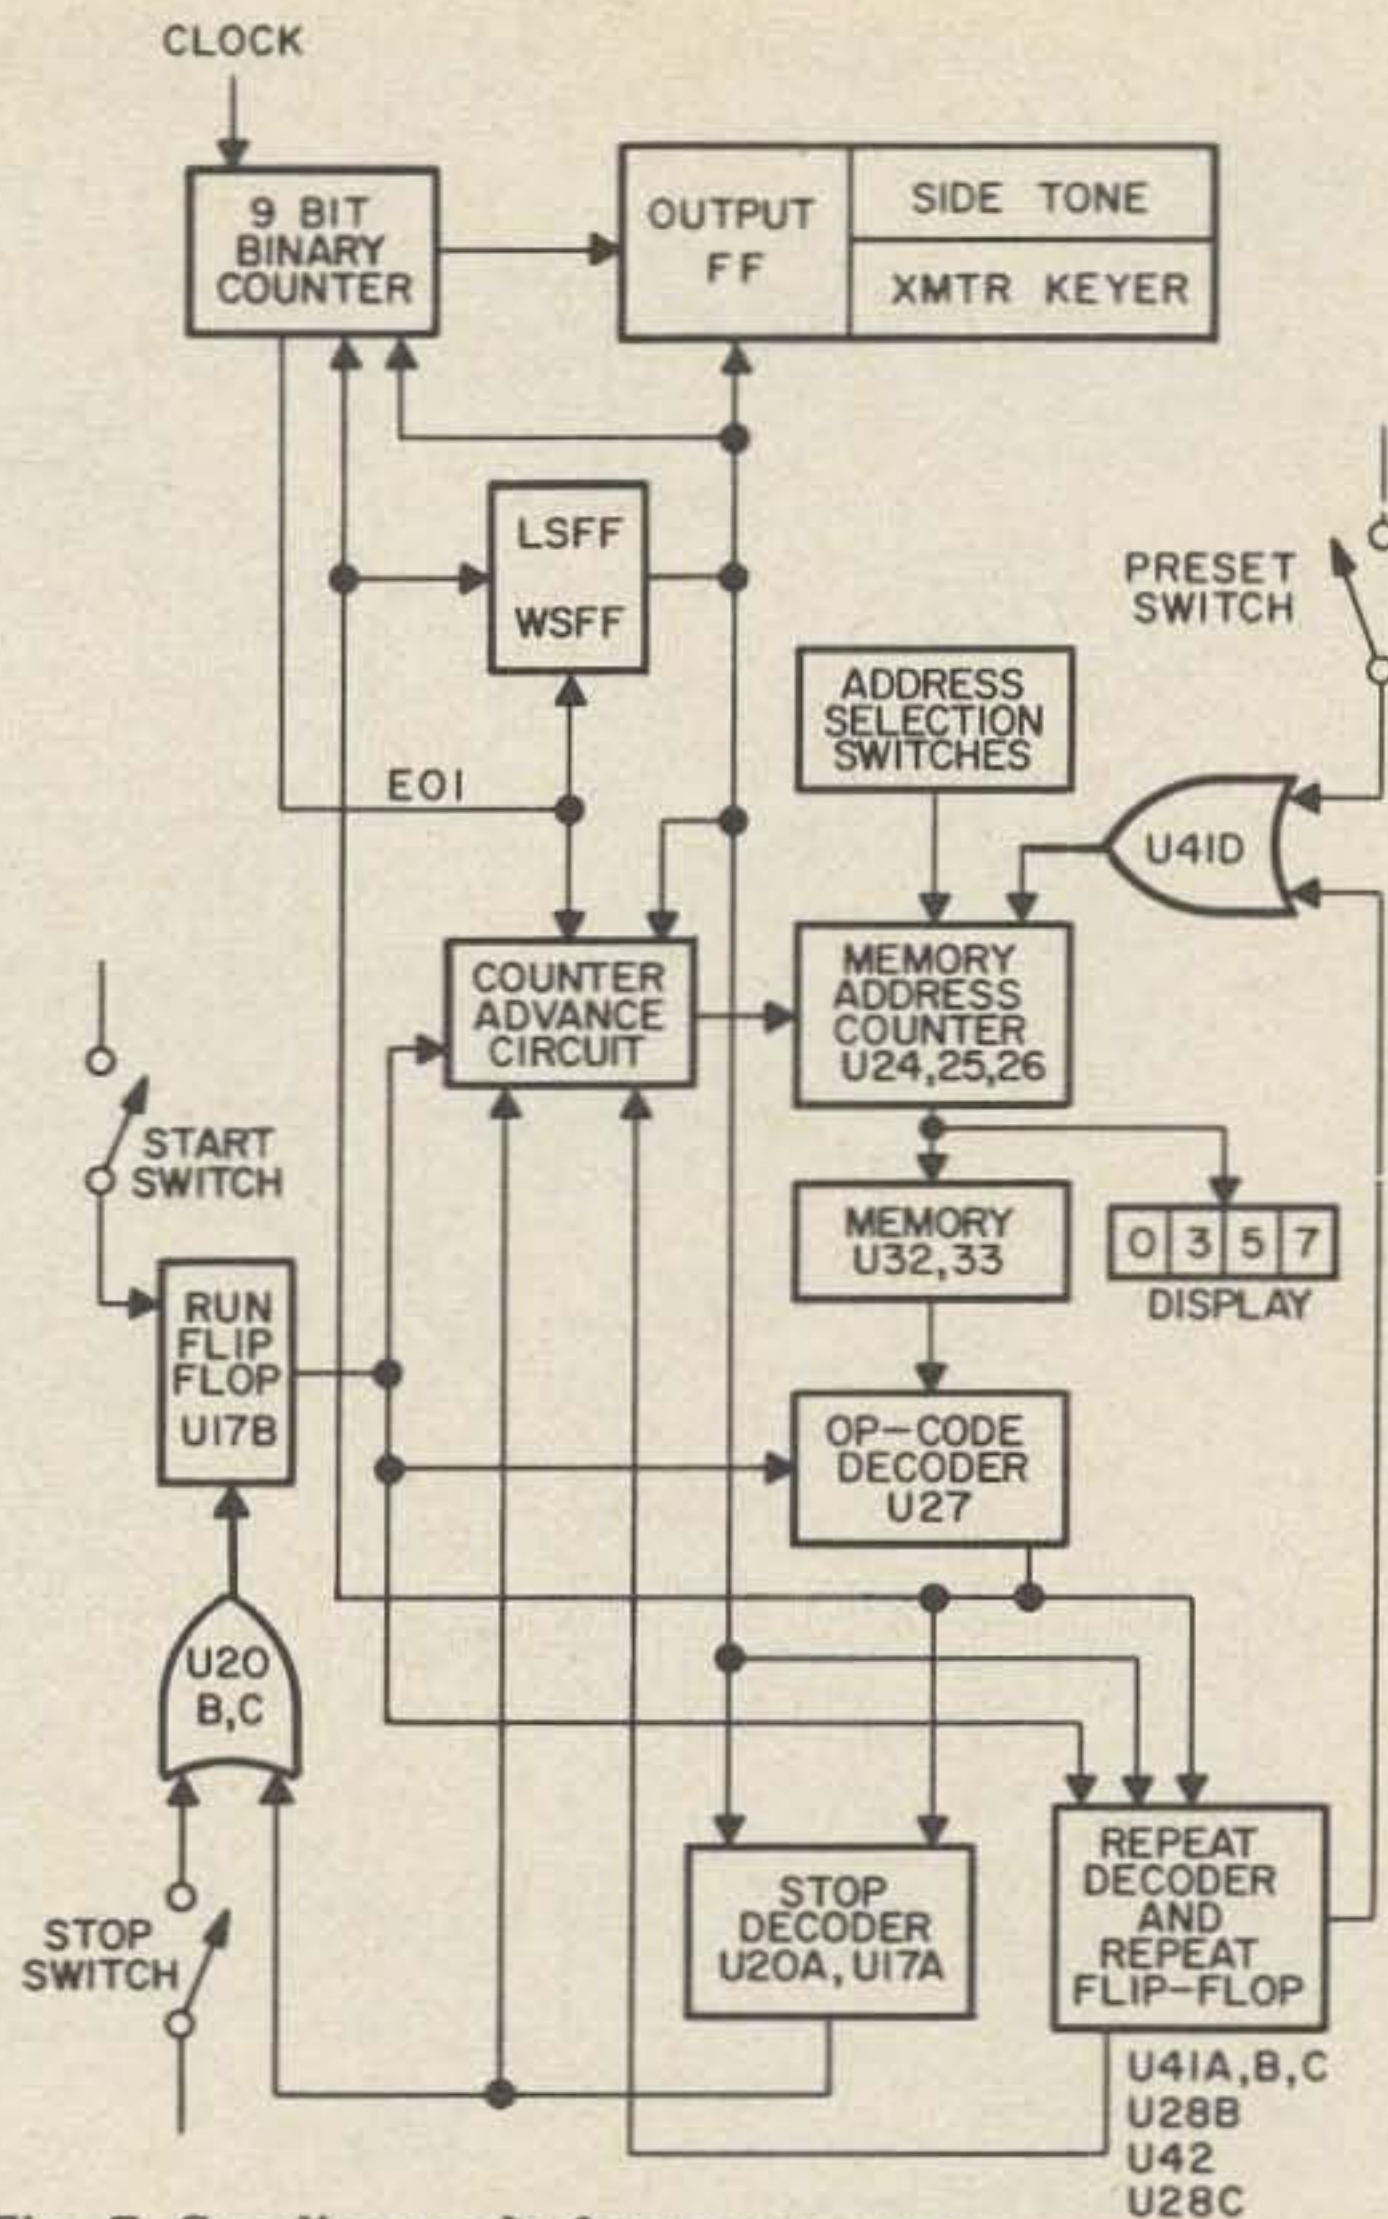 CLOCK
9 BIT
BINARY
COUNTER
OUTPUT
FF
SIDE TONE
XMTR KEYER
LSFF
WSFF
PRESET
SWITCH
ADDRESS
SELECTION
SWITCHES
EOI
U41D
COUNTER
ADVANCE
CIRCUIT
MEMORY
ADDRESS
COUNTER
U24,25,26
START
SWITCH
MEMORY
U32,33
0 3 5 7
DISPLAY
RUN
FLIP
FLOP
U17B
OP-CODE
DECODER
U27
U20
B,C
STOP
SWITCH
STOP
DECODER
U20A, U17A
REPEAT
DECODER
AND
REPEAT
FLIP-FLOP
U41A,B,C
U28B
U42
U28C